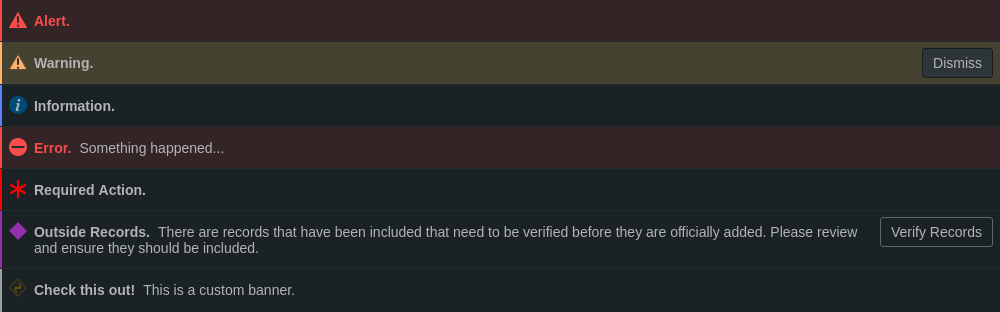 Alert.
Warning. Dismiss
Information.
Error. Something happened...
Required Action.
Outside Records. There are records that have been included that need to be verified before they are officially added. Please review Verify Records
and ensure they should be included.
Check this out! This is a custom banner.